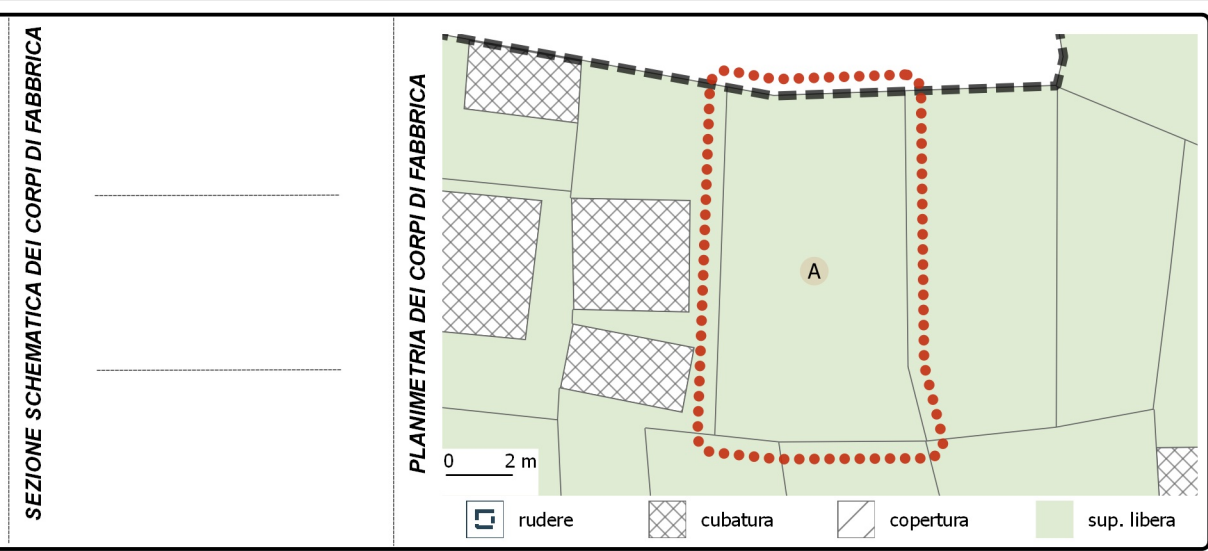 SEZIONE SCHEMATICA DEI CORPI DI FABBRICA
PLANIMETRIA DEI CORPI DI FABBRICA
A
0 2 m
rudere
cubatura
copertura
sup. libera